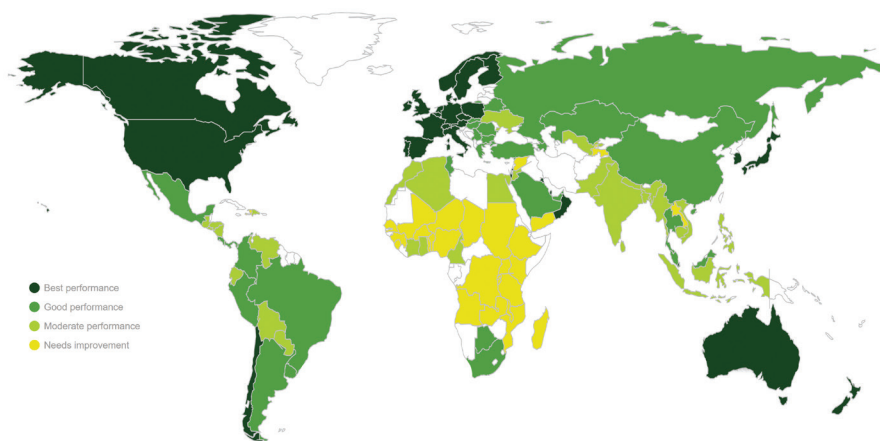 Best performance
Good performance
Moderate performance
Needs improvement